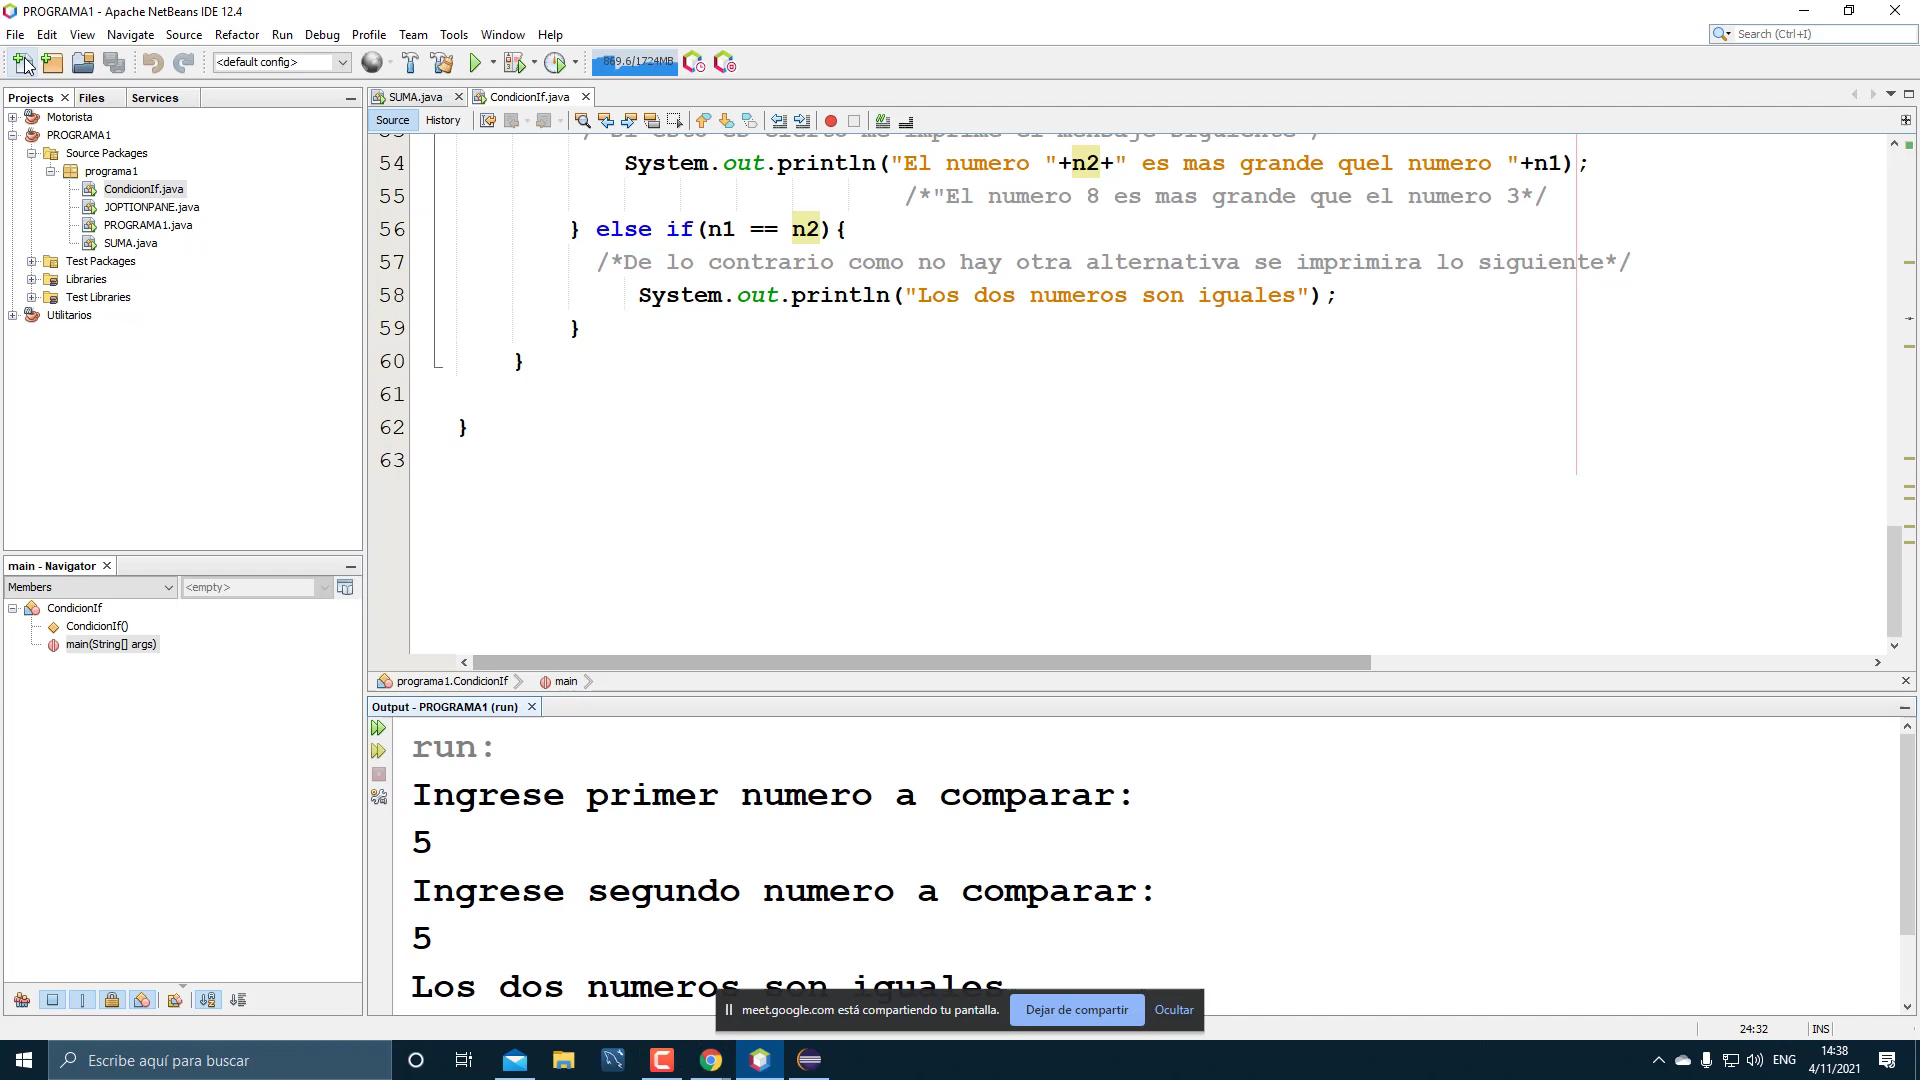 PROGRAMA1 - Apache NetBeans IDE 12.4
File Edit View Navigate Source Refactor Run Debug Profile Team Tools Window Help
Search (Ctrl+I)
<default config>
869.6/1724MB
Projects Files Services
SUMA.java CondicionIf.java
Source History
Motorista
PROGRAMA1
Source Packages
programa1
CondicionIf.java
JOPTIONPANE.java
PROGRAMA1.java
SUMA.java
Test Packages
Libraries
Test Libraries
Utilitarios
54 System.out.println("El numero "+n2+" es mas grande quel numero "+n1);
55 /*"El numero 8 es mas grande que el numero 3*/
56 } else if(n1 == n2){
57 /*De lo contrario como no hay otra alternativa se imprimira lo siguiente*/
58 System.out.println("Los dos numeros son iguales");
59 }
60 }
61
62 }
63
main - Navigator
Members <empty>
CondicionIf
CondicionIf()
main(String[] args)
programa1.CondicionIf main
Output - PROGRAMA1 (run)
run:
Ingrese primer numero a comparar:
5
Ingrese segundo numero a comparar:
5
Los dos numeros son iguales
meet.google.com está compartiendo tu pantalla. Dejar de compartir Ocultar
24:32 INS
Escribe aquí para buscar
ENG
14:38
4/11/2021